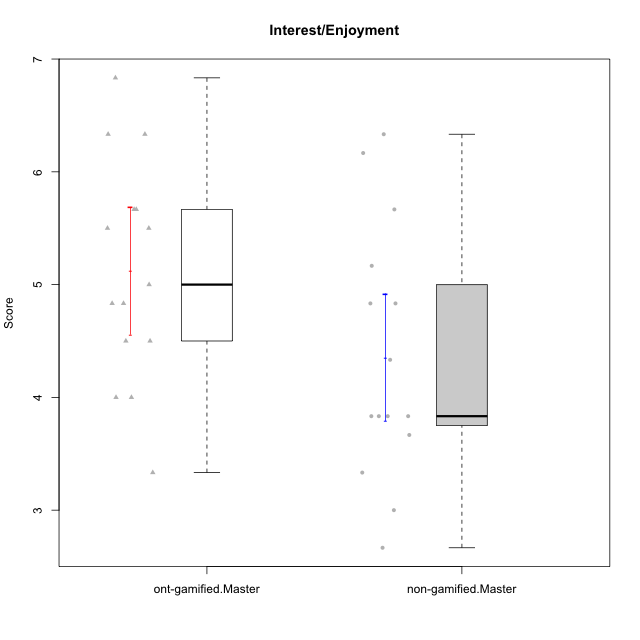 Interest/Enjoyment
7
6
5
4
3
Score
ont-gamified.Master
non-gamified.Master